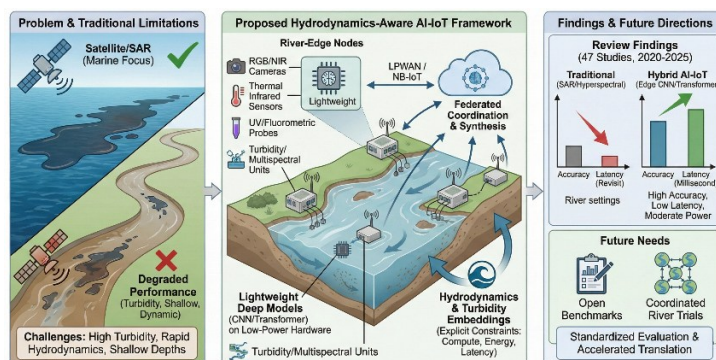 Problem & Traditional Limitations
Satellite/SAR
(Marine Focus)
Degraded
Performance
(Turbidity, Shallow,
Dynamic)
Challenges: High Turbidity, Rapid
Hydrodynamics, Shallow Depths
Proposed Hydrodynamics-Aware AI-IoT Framework
River-Edge Nodes
RGB/NIR
Cameras
Thermal
Infrared
Sensors
UV/Fluorometric
Probes
Turbidity/
Multispectral
Units
Lightweight
LPWAN /
NB-IoT
Federated
Coordination
& Synthesis
Lightweight
Deep Models
(CNN/Transformer)
on Low-Power Hardware
Turbidity/Multispectral Units
Hydrodynamics
& Turbidity
Embeddings
(Explicit Constraints:
Compute, Energy,
Latency)
Findings & Future Directions
Review Findings
(47 Studies, 2020-2025)
Traditional
(SAR/Hyperspectral)
Accuracy Latency
(Revisit)
River settings
Hybrid AI-IoT
(Edge CNN/Transformer)
Accuracy Latency
(Millisecond)
High Accuracy,
Low Latency,
Moderate Power
Future Needs
Open
Benchmarks
Coordinated
River Trials
Standardized Evaluation &
Accelerated Translation